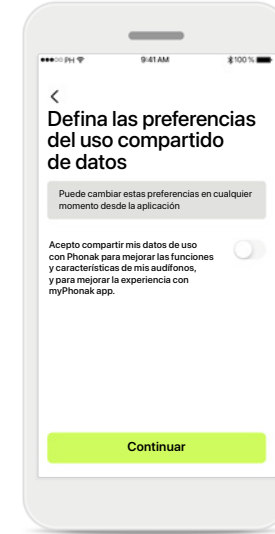 PH 9:41 AM 100 %
Defina las preferencias
del uso compartido
de datos
Puede cambiar estas preferencias en cualquier
momento desde la aplicación
Acepto compartir mis datos de uso
con Phonak para mejorar las funciones
y características de mis audífonos,
y para mejorar la experiencia con
myPhonak app.
Continuar